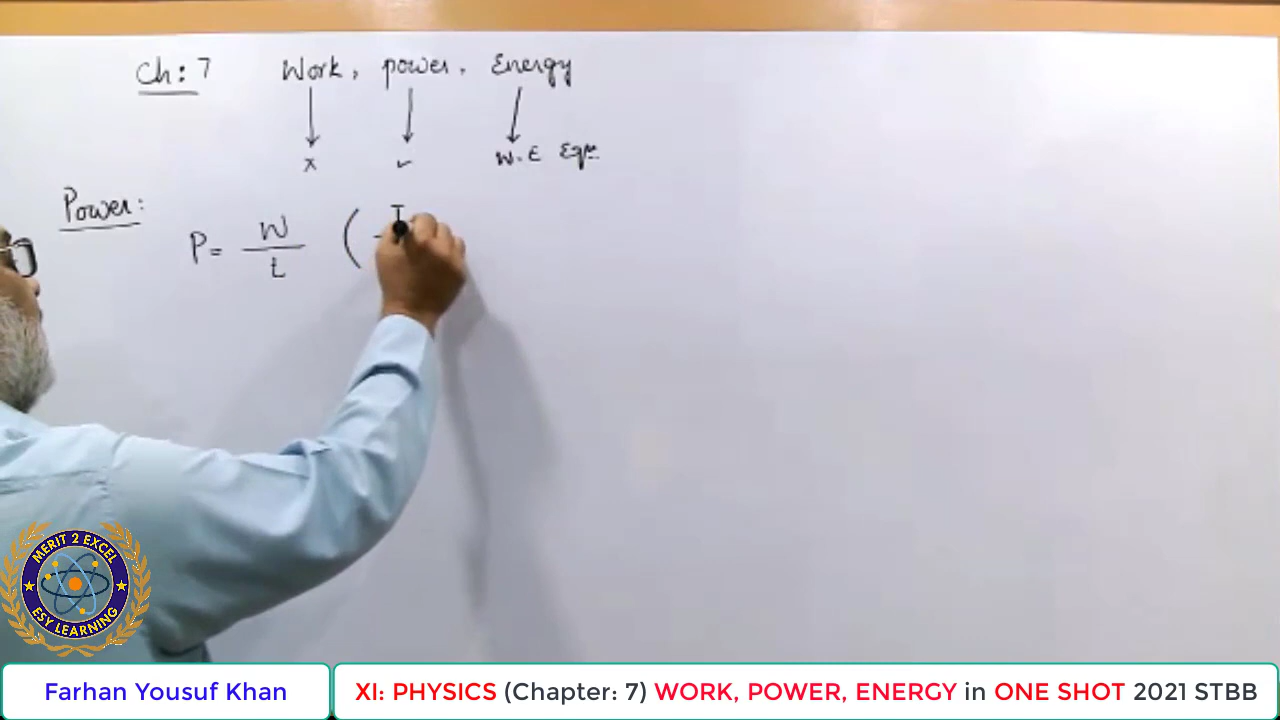 Ch: 7 Work, power, Energy
x ✓ W.E Eqn
Power:
P = W/t (
MERIT 2 EXCEL
ESY LEARNING
Farhan Yousuf Khan
XI: PHYSICS (Chapter: 7) WORK, POWER, ENERGY in ONE SHOT 2021 STBB